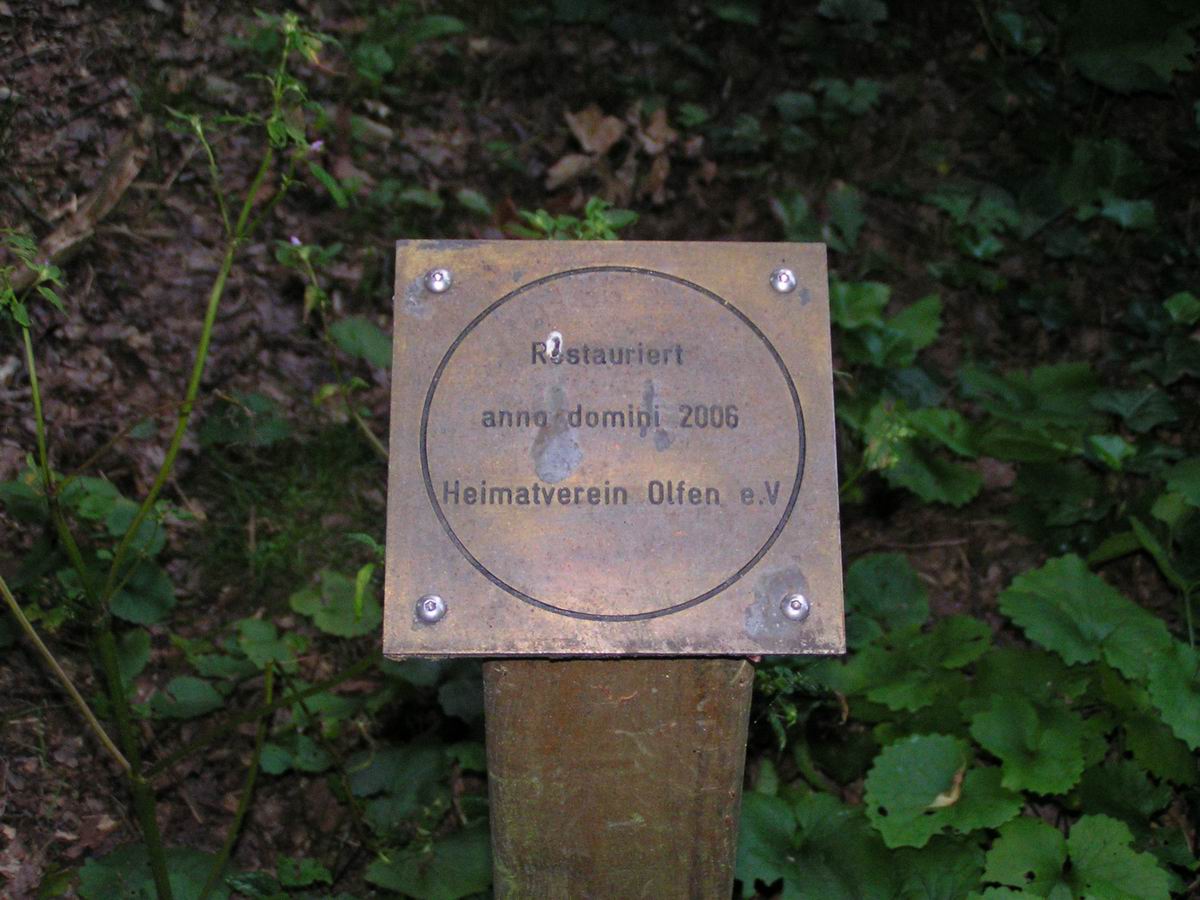 Restauriert
anno domini 2006
Heimatverein Olfen e.V